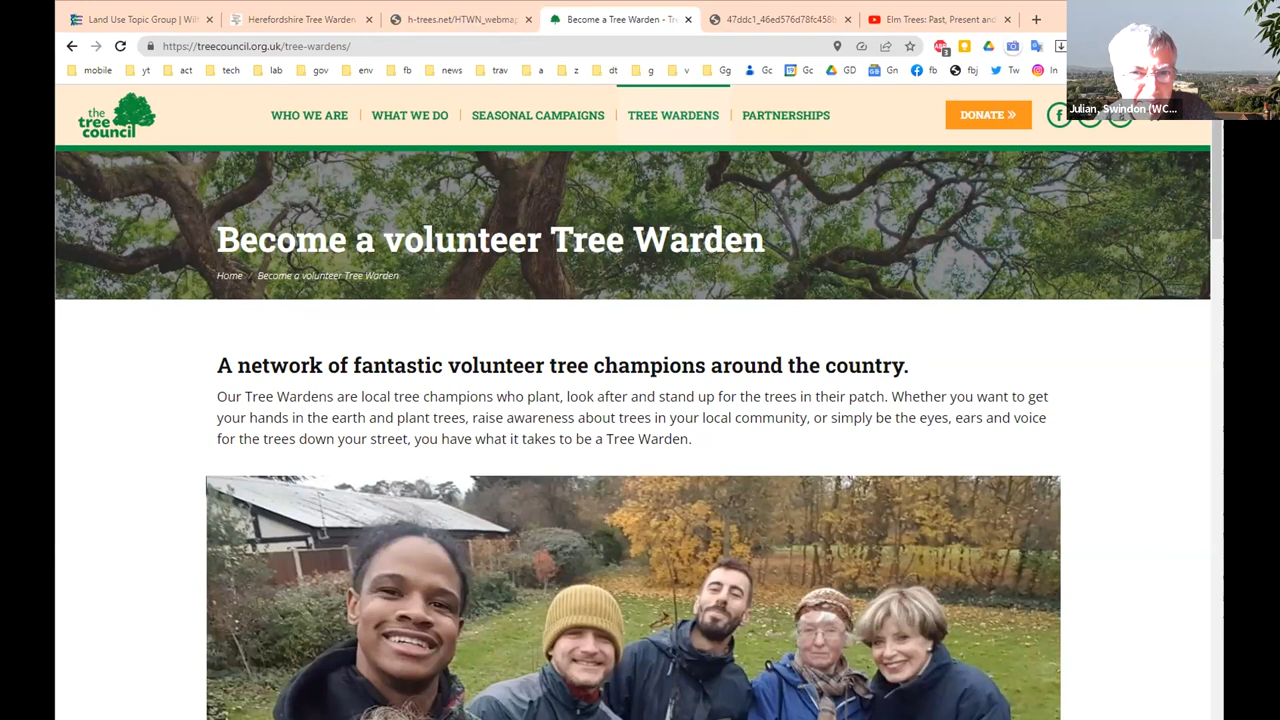 Land Use Topic Group | Wilt
Herefordshire Tree Warden
h-trees.net/HTWN_webmap
Become a Tree Warden - Tre
47ddc1_46ed576d78fc458b
Elm Trees: Past, Present and
https://treecouncil.org.uk/tree-wardens/
mobile yt act tech lab gov env fb news trav a z dt g v Gg Gc Gc GD Gn fb fbj Tw In
Julian, Swindon (WC...
the
tree
council
WHO WE ARE WHAT WE DO SEASONAL CAMPAIGNS TREE WARDENS PARTNERSHIPS DONATE »
Become a volunteer Tree Warden
Home / Become a volunteer Tree Warden
A network of fantastic volunteer tree champions around the country.
Our Tree Wardens are local tree champions who plant, look after and stand up for the trees in their patch. Whether you want to get
your hands in the earth and plant trees, raise awareness about trees in your local community, or simply be the eyes, ears and voice
for the trees down your street, you have what it takes to be a Tree Warden.